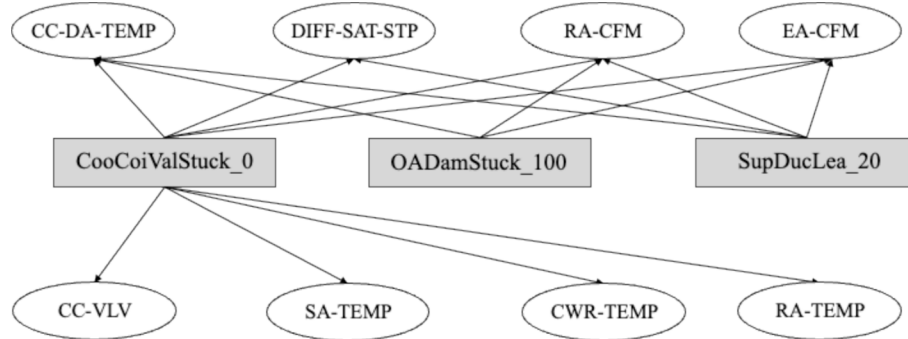 CC-DA-TEMP DIFF-SAT-STP RA-CFM EA-CFM
CooCoiValStuck_0 OADamStuck_100 SupDucLea_20
CC-VLV SA-TEMP CWR-TEMP RA-TEMP